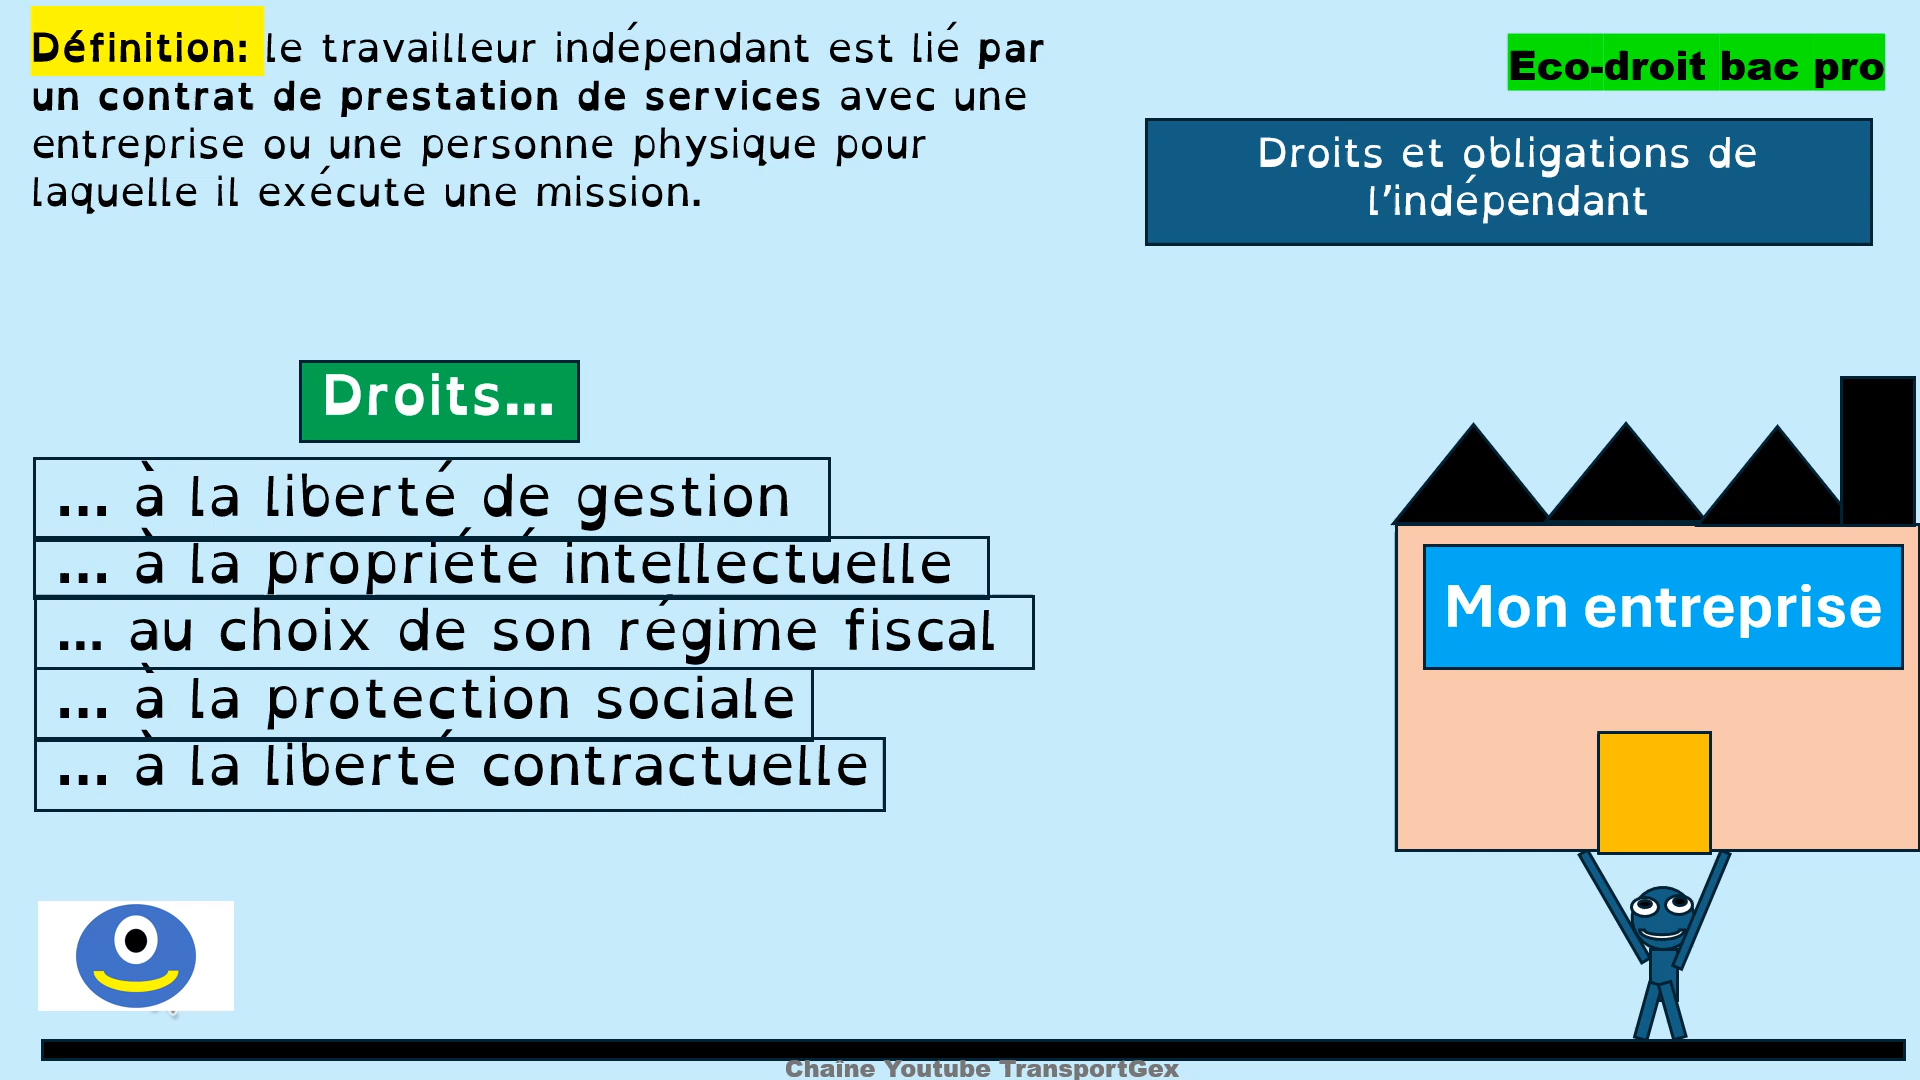 Définition: le travailleur indépendant est lié par
un contrat de prestation de services avec une
entreprise ou une personne physique pour
laquelle il exécute une mission.
Eco-droit bac pro
Droits et obligations de
l’indépendant
Droits…
… à la liberté de gestion
… à la propriété intellectuelle
… au choix de son régime fiscal
… à la protection sociale
… à la liberté contractuelle
Mon entreprise
Chaîne Youtube TransportGex